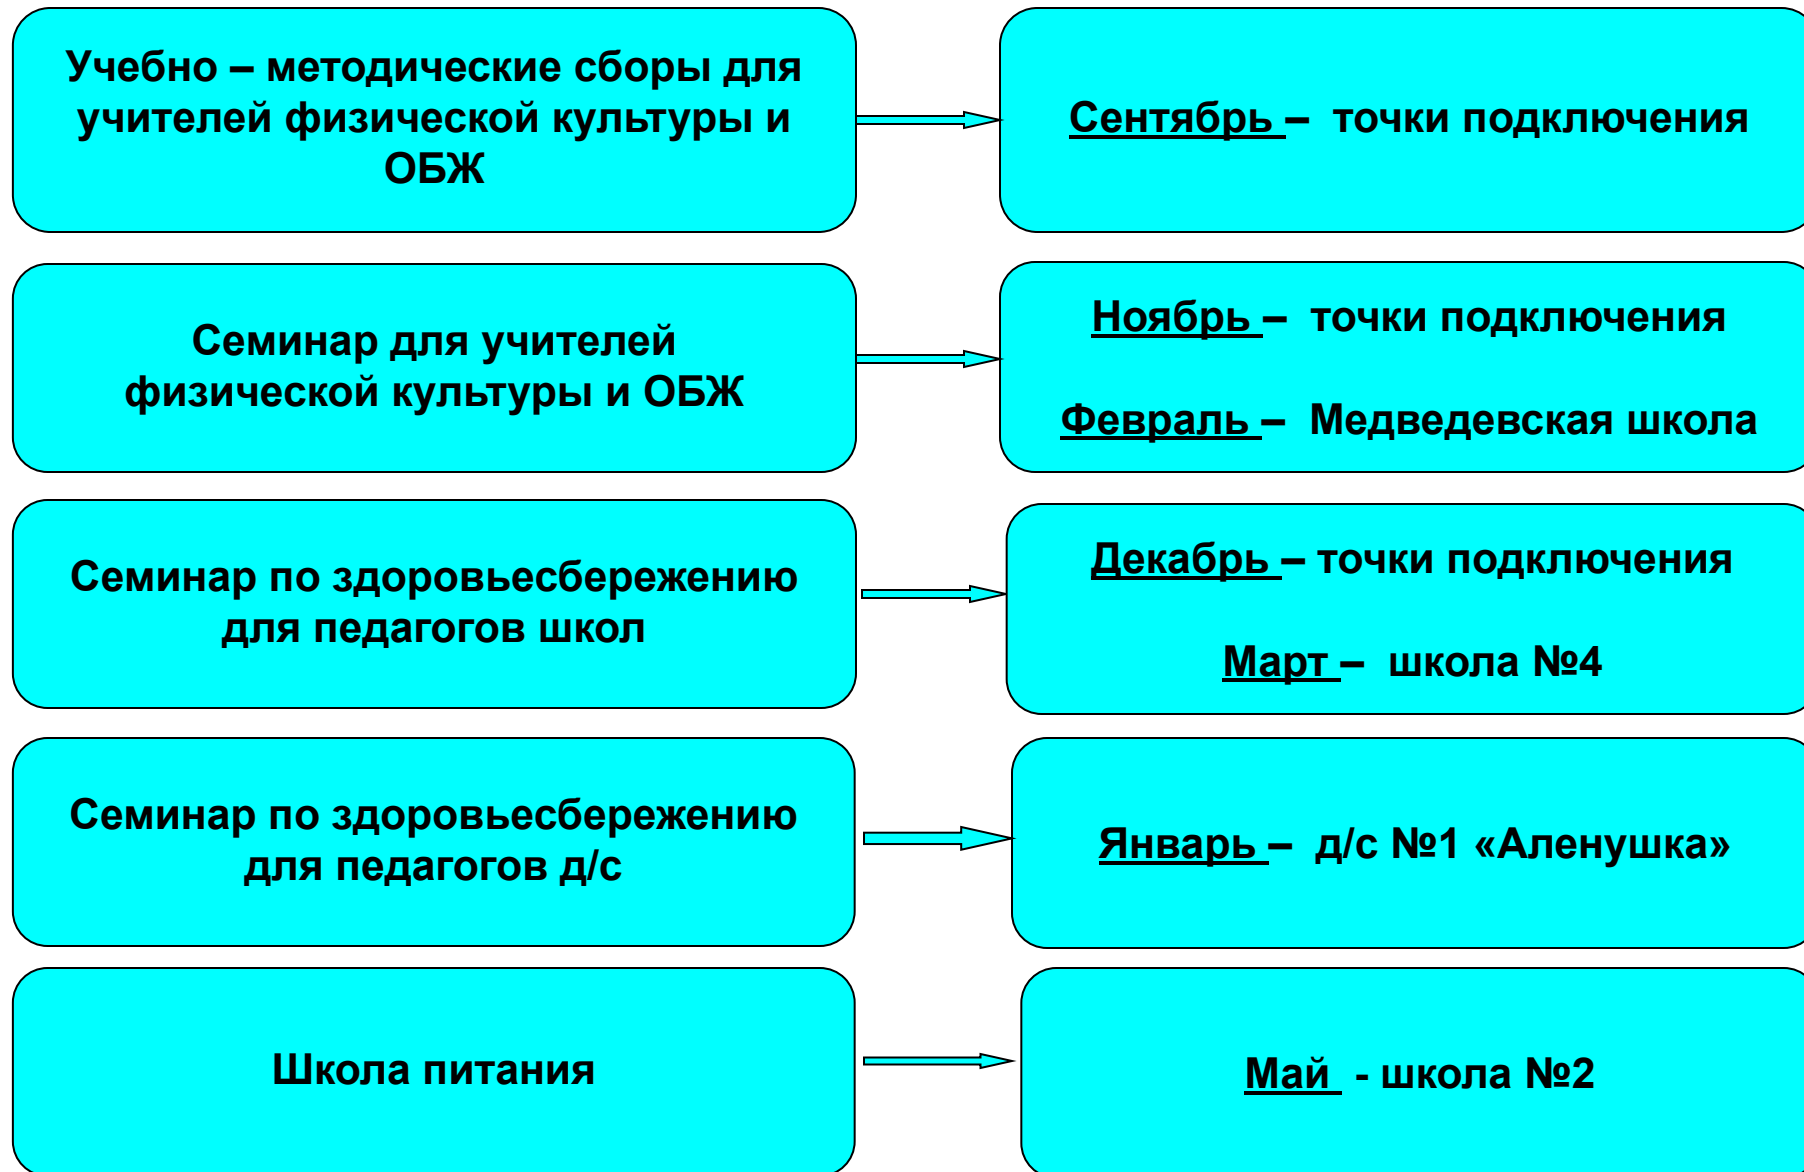 Учебно – методические сборы для
учителей физической культуры и
ОБЖ
Сентябрь – точки подключения
Семинар для учителей
физической культуры и ОБЖ
Ноябрь – точки подключения
Февраль – Медведевская школа
Семинар по здоровьесбережению
для педагогов школ
Декабрь – точки подключения
Март – школа №4
Семинар по здоровьесбережению
для педагогов д/с
Январь – д/с №1 «Аленушка»
Школа питания
Май - школа №2